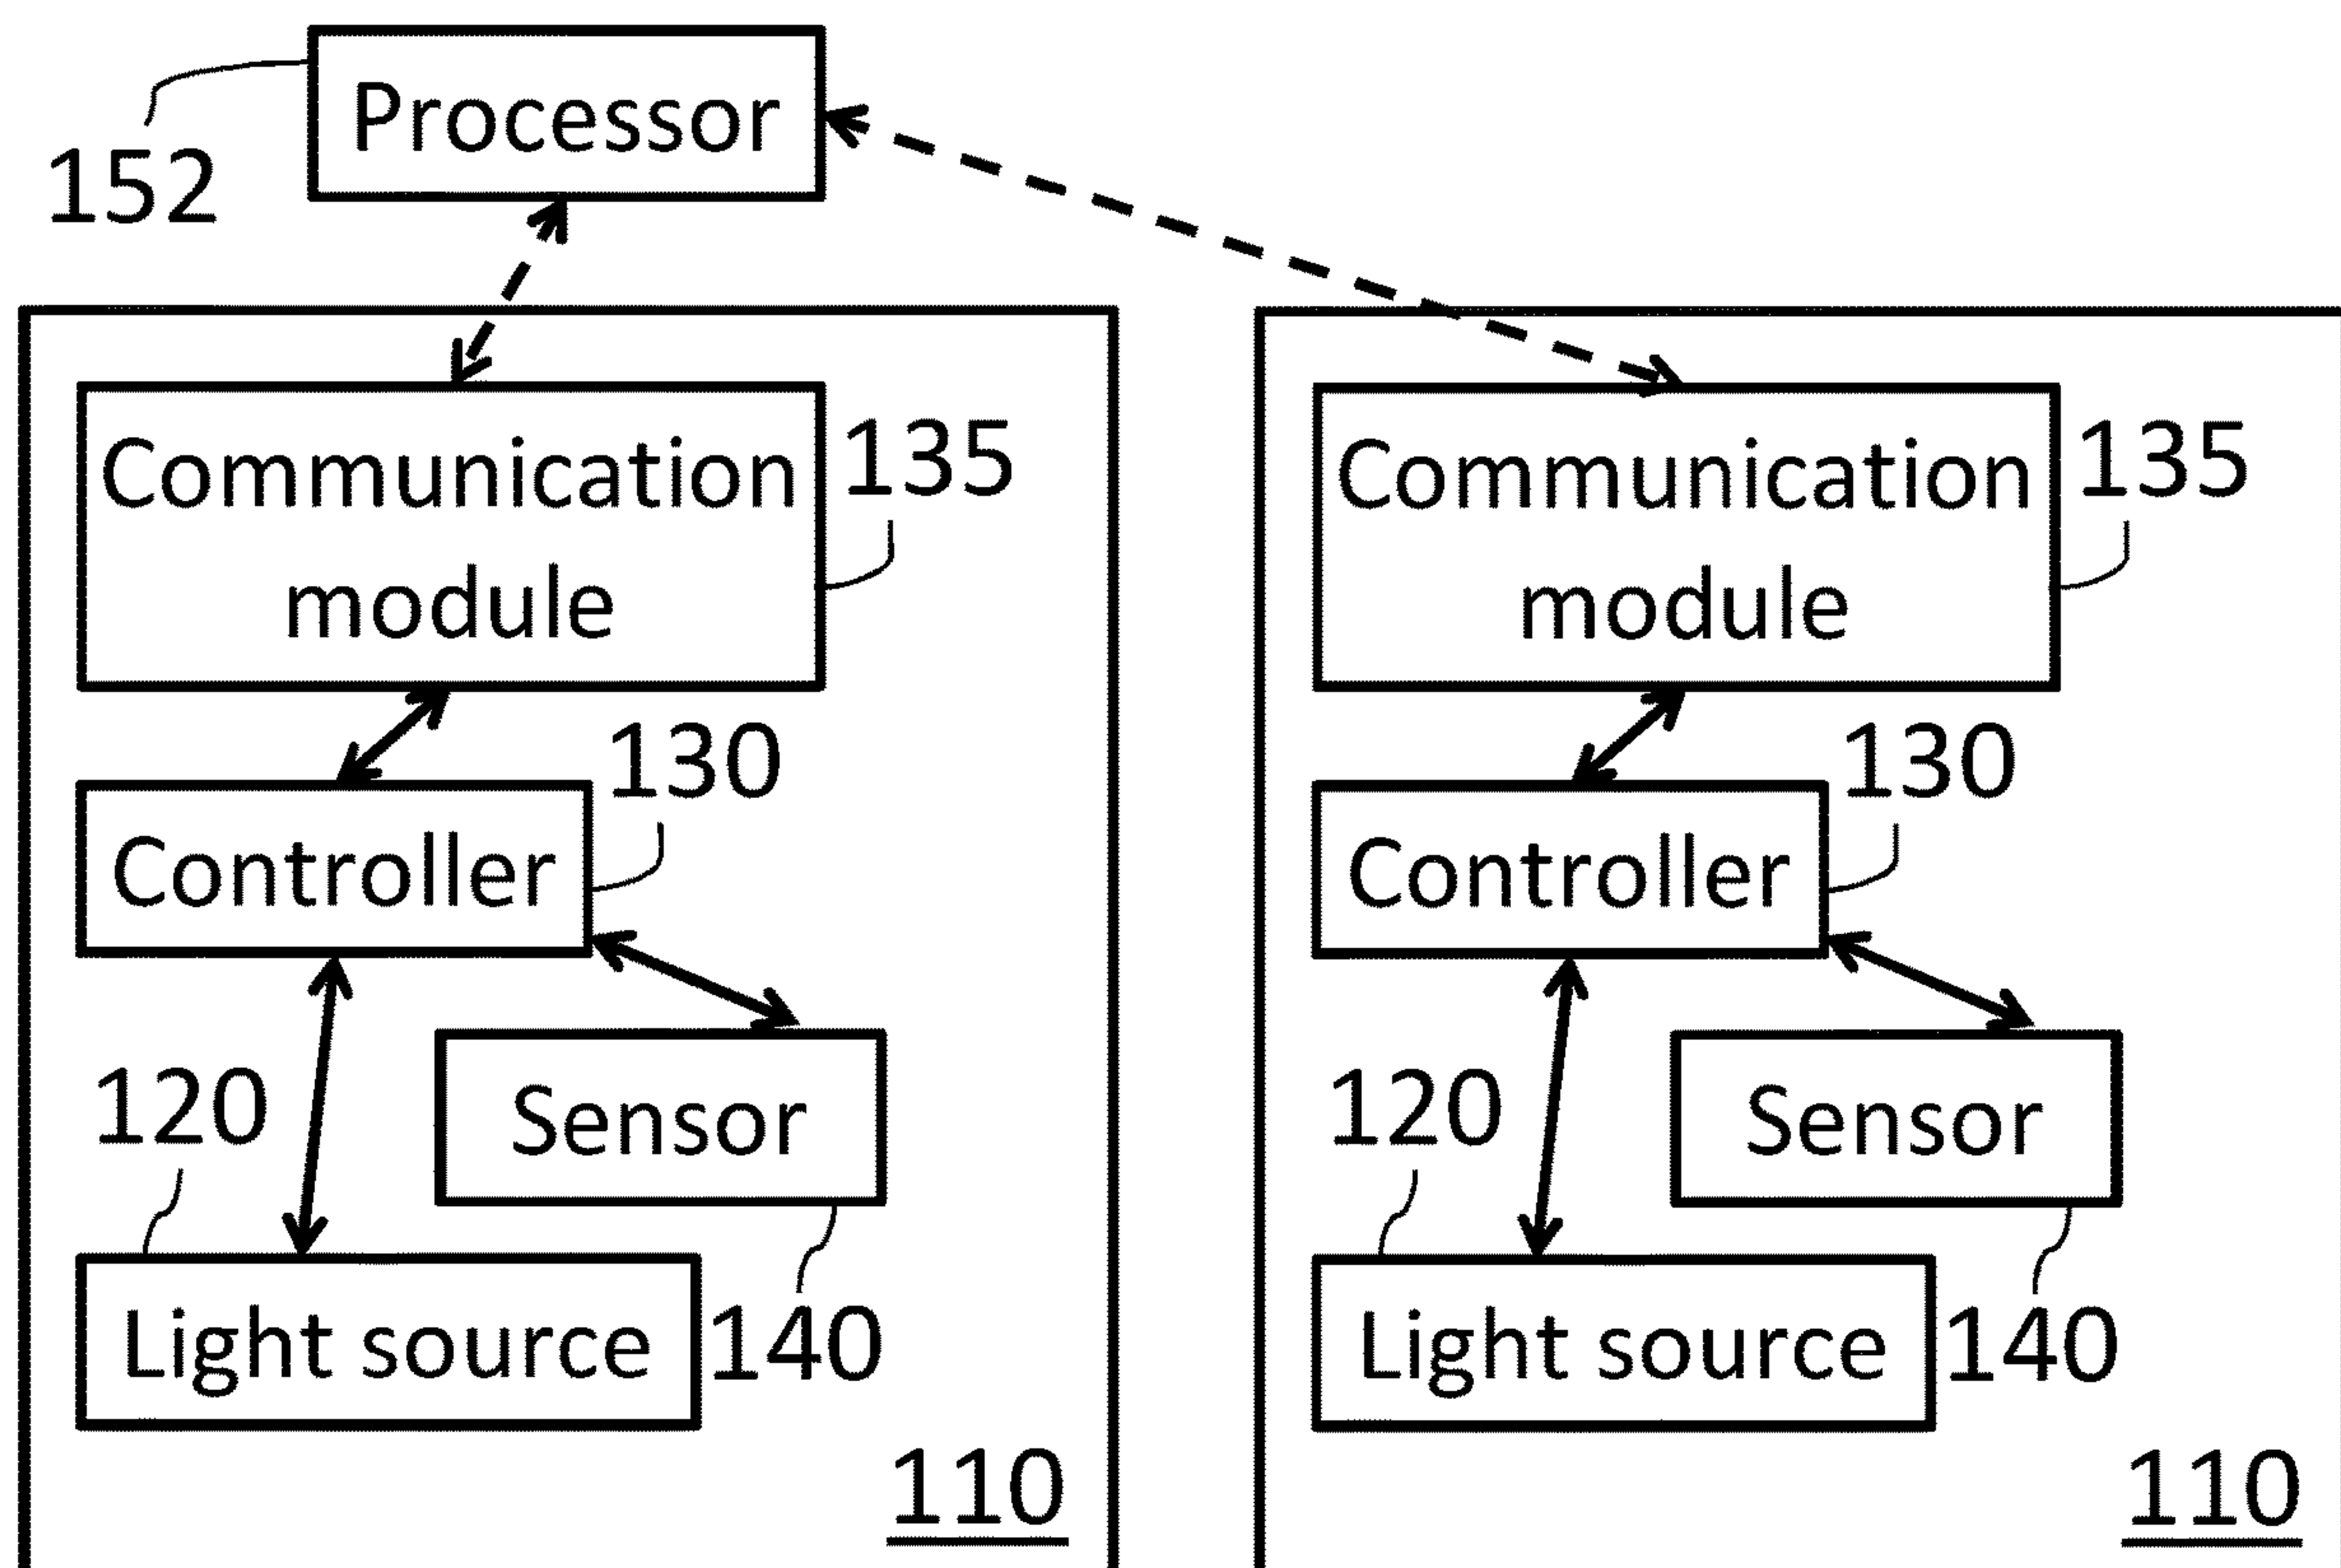 Processor
152
Communication
module
135
130
Controller
120
Sensor
Light source
140
110
Communication
module
135
130
Controller
120
Sensor
Light source
140
110